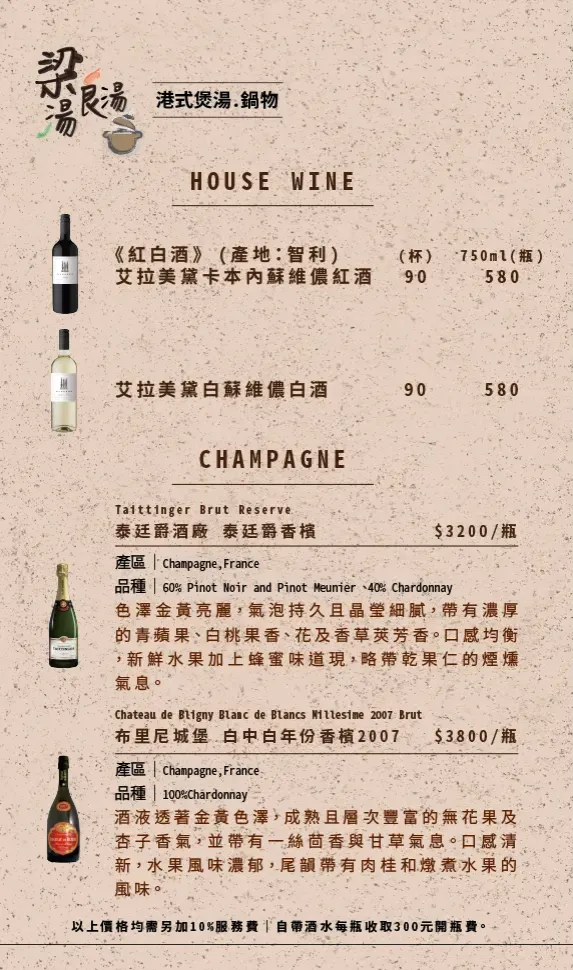 梁
湯良湯
港式煲湯.鍋物
HOUSE WINE
《紅白酒》 (產地:智利) (杯) 750ml(瓶)
艾拉美黛卡本內蘇維儂紅酒 90 580
艾拉美黛白蘇維儂白酒 90 580
CHAMPAGNE
Taittinger Brut Reserve
泰廷爵酒廠 泰廷爵香檳 $3200/瓶
產區|Champagne,France
品種|60% Pinot Noir and Pinot Meunier、40% Chardonnay
色澤金黃亮麗,氣泡持久且晶瑩細膩,帶有濃厚
的青蘋果、白桃果香、花及香草莢芳香。口感均衡
,新鮮水果加上蜂蜜味道現,略帶乾果仁的煙燻
氣息。
Chateau de Bligny Blanc de Blancs Millesime 2007 Brut
布里尼城堡 白中白年份香檳2007 $3800/瓶
產區|Champagne,France
品種|100%Chardonnay
酒液透著金黃色澤,成熟且層次豐富的無花果及
杏子香氣,並帶有一絲茴香與甘草氣息。口感清
新,水果風味濃郁,尾韻帶有肉桂和燉煮水果的
風味。
以上價格均需另加10%服務費|自帶酒水每瓶收取300元開瓶費。